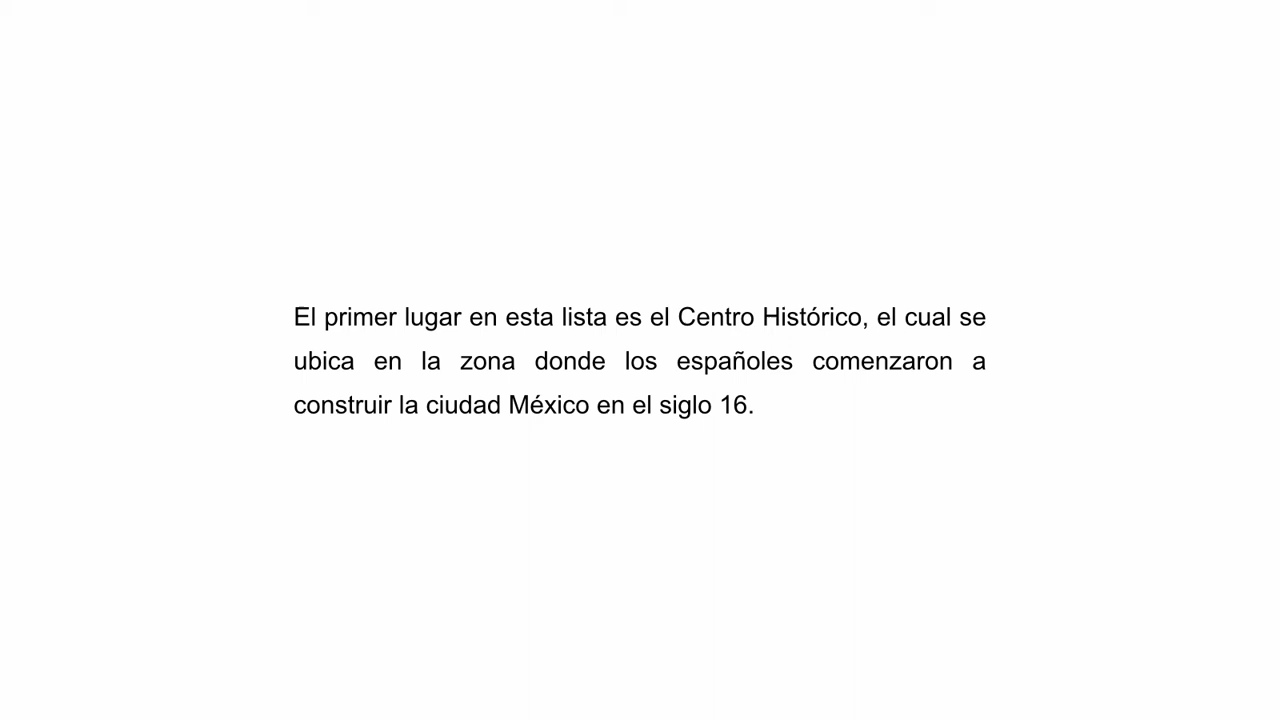 El primer lugar en esta lista es el Centro Histórico, el cual se
ubica en la zona donde los españoles comenzaron a
construir la ciudad México en el siglo 16.